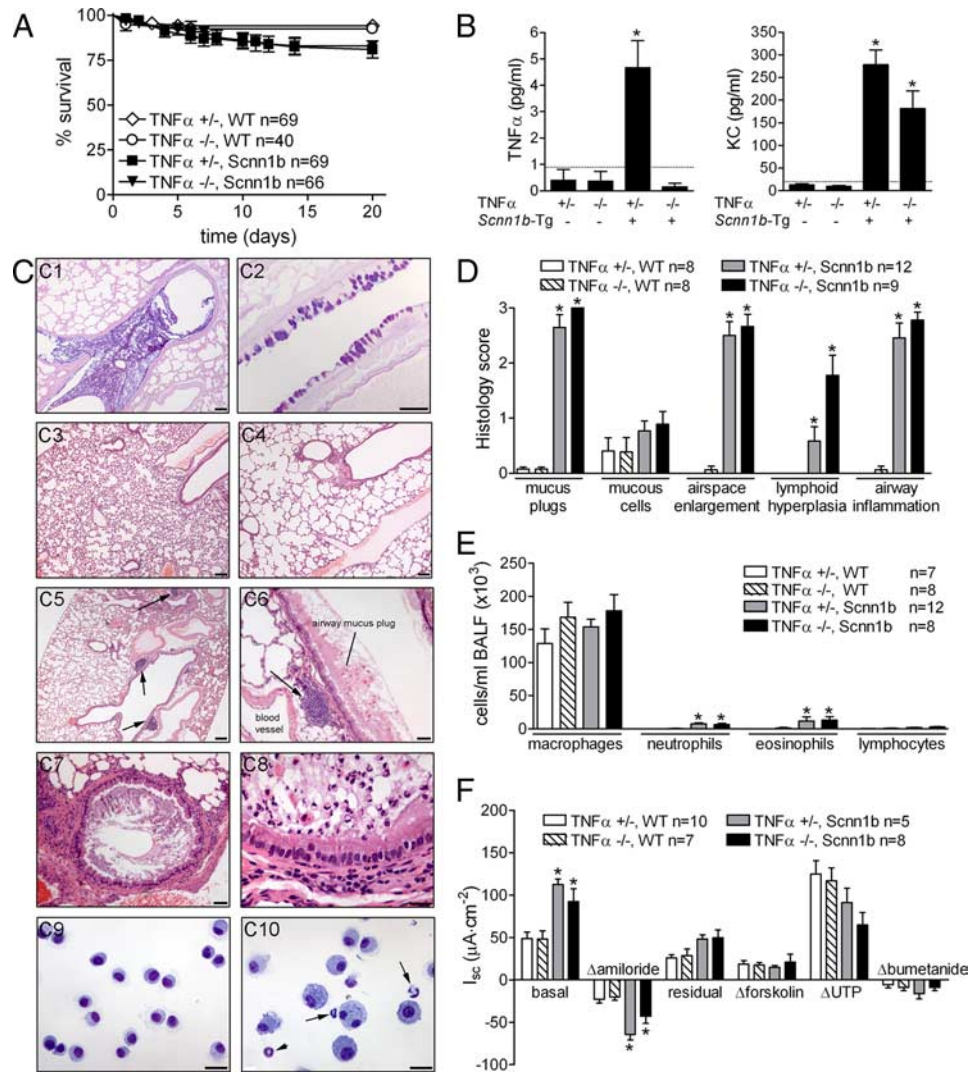 A
% survival
100
75
50
25
0
TNFα +/-, WT n=69
TNFα -/-, WT n=40
TNFα +/-, Scnn1b n=69
TNFα -/-, Scnn1b n=66
0 5 10 15 20
time (days)
B
TNFα (pg/ml)
6
4
2
0
*
TNFα +/- -/- +/- -/-
Scnn1b-Tg - - + +
KC (pg/ml)
350
300
250
200
150
100
50
0
* *
+/- -/- +/- -/-
- - + +
C
C1
C2
C3
C4
C5
C6
airway mucus plug
blood vessel
C7
C8
C9
C10
D
TNFα +/-, WT n=8
TNFα -/-, WT n=8
TNFα +/-, Scnn1b n=12
TNFα -/-, Scnn1b n=9
Histology score
3
2
1
0
* * * * * * * *
mucus plugs
mucous cells
airspace enlargement
lymphoid hyperplasia
airway inflammation
E
cells/ml BALF (x10³)
250
200
150
100
50
0
TNFα +/-, WT n=7
TNFα -/-, WT n=8
TNFα +/-, Scnn1b n=12
TNFα -/-, Scnn1b n=8
* * * *
macrophages neutrophils eosinophils lymphocytes
F
TNFα +/-, WT n=10
TNFα -/-, WT n=7
TNFα +/-, Scnn1b n=5
TNFα -/-, Scnn1b n=8
Isc (μA·cm⁻²)
150
100
50
0
-50
-100
* * * *
basal
Δamiloride
residual
Δforskolin
ΔUTP
Δbumetanide